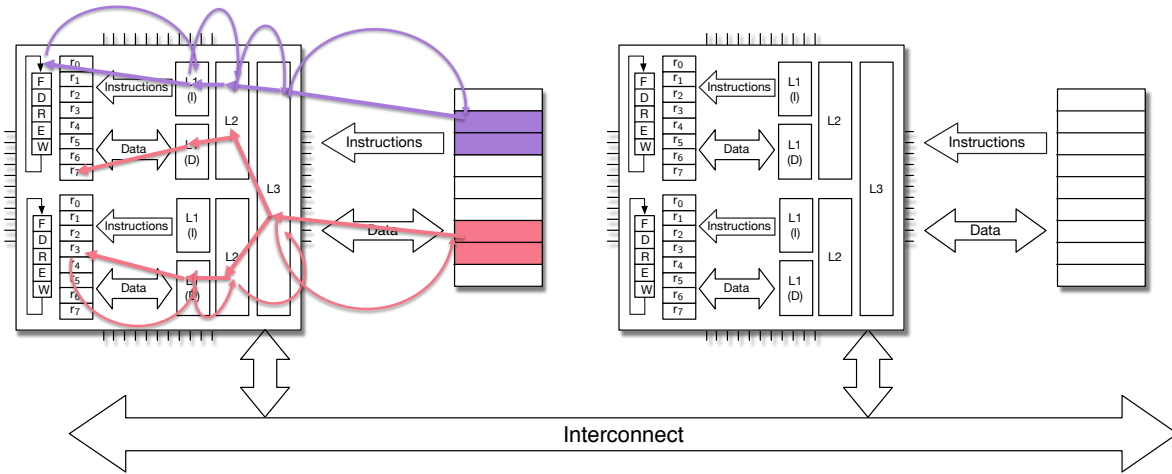 r0
r1
r2
r3
r4
r5
r6
r7
F
D
R
E
W
Instructions
Data
L1
(I)
L1
(D)
L2
r0
r1
r2
r3
r4
r5
r6
r7
F
D
R
E
W
Instructions
Data
L1
(I)
L1
(D)
L2
L3
Instructions
Data
r0
r1
r2
r3
r4
r5
r6
r7
F
D
R
E
W
Instructions
Data
L1
(I)
L1
(D)
L2
r0
r1
r2
r3
r4
r5
r6
r7
F
D
R
E
W
Instructions
Data
L1
(I)
L1
(D)
L2
L3
Instructions
Data
Interconnect